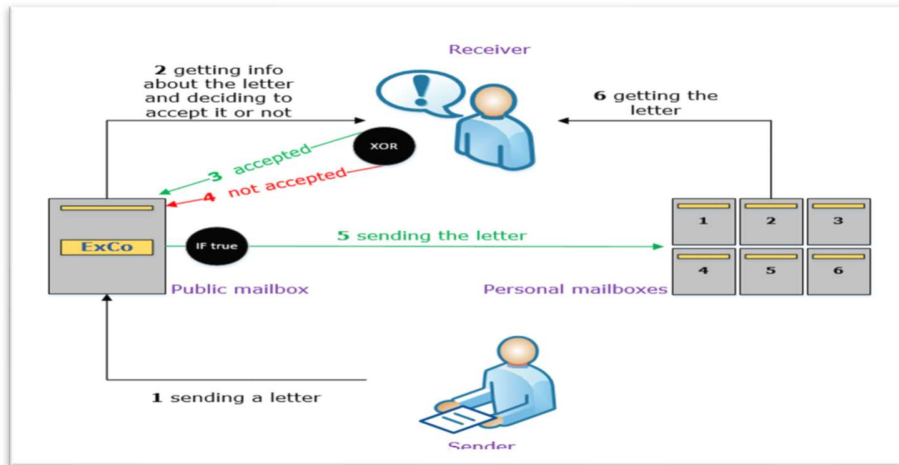 Receiver
2 getting info
about the letter
and deciding to
accept it or not
6 getting the
letter
XOR
3 accepted
4 not accepted
ExCo
IF true
5 sending the letter
1 2 3
4 5 6
Public mailbox
Personal mailboxes
1 sending a letter
Sender